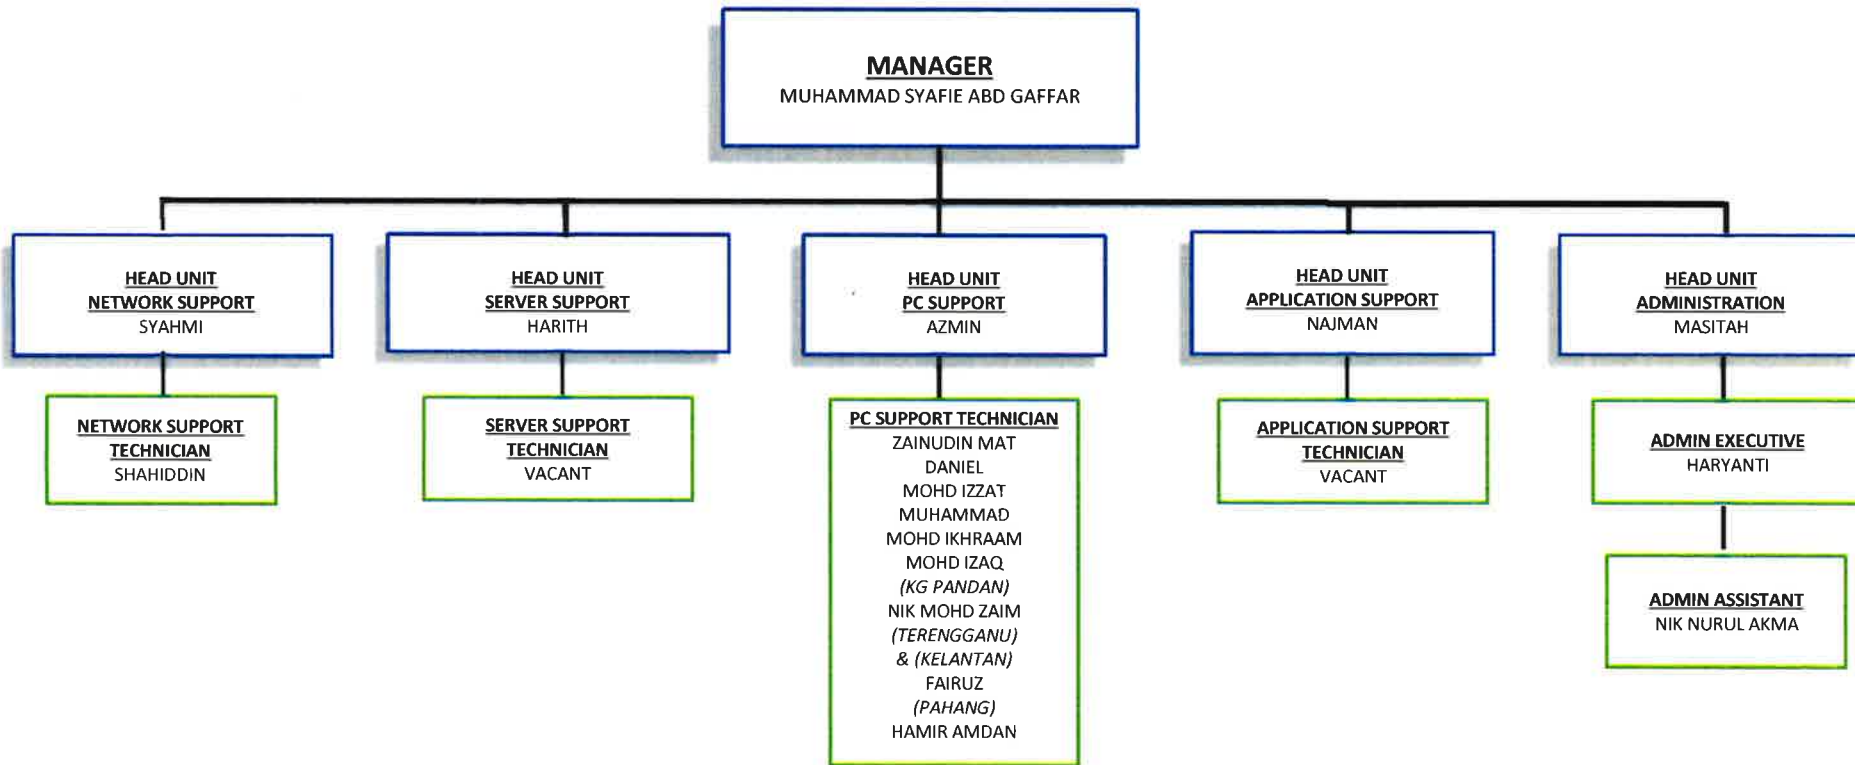 MANAGER
MUHAMMAD SYAFIE ABD GAFFAR
HEAD UNIT
NETWORK SUPPORT
SYAHMI
HEAD UNIT
SERVER SUPPORT
HARITH
HEAD UNIT
PC SUPPORT
AZMIN
HEAD UNIT
APPLICATION SUPPORT
NAJMAN
HEAD UNIT
ADMINISTRATION
MASITAH
NETWORK SUPPORT
TECHNICIAN
SHAHIDDIN
SERVER SUPPORT
TECHNICIAN
VACANT
PC SUPPORT TECHNICIAN
ZAINUDIN MAT
DANIEL
MOHD IZZAT
MUHAMMAD
MOHD IKHRAAM
MOHD IZAQ
(KG PANDAN)
NIK MOHD ZAIM
(TERENGGANU)
& (KELANTAN)
FAIRUZ
(PAHANG)
HAMIR AMDAN
APPLICATION SUPPORT
TECHNICIAN
VACANT
ADMIN EXECUTIVE
HARYANTI
ADMIN ASSISTANT
NIK NURUL AKMA